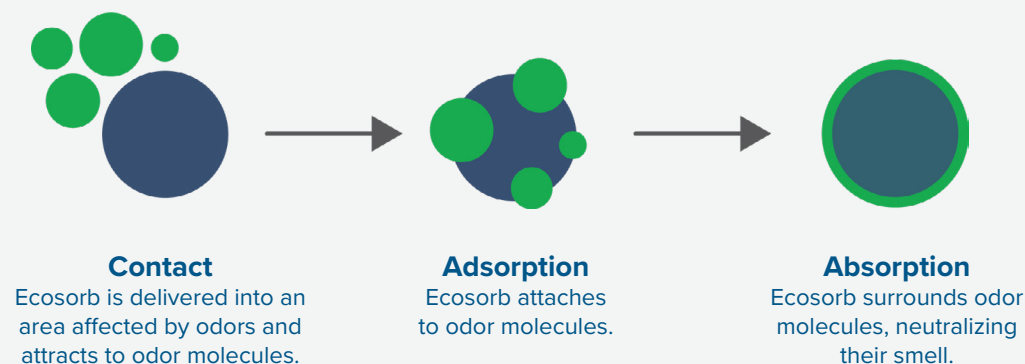 Contact
Ecosorb is delivered into an
area affected by odors and
attracts to odor molecules.
Adsorption
Ecosorb attaches
to odor molecules.
Absorption
Ecosorb surrounds odor
molecules, neutralizing
their smell.